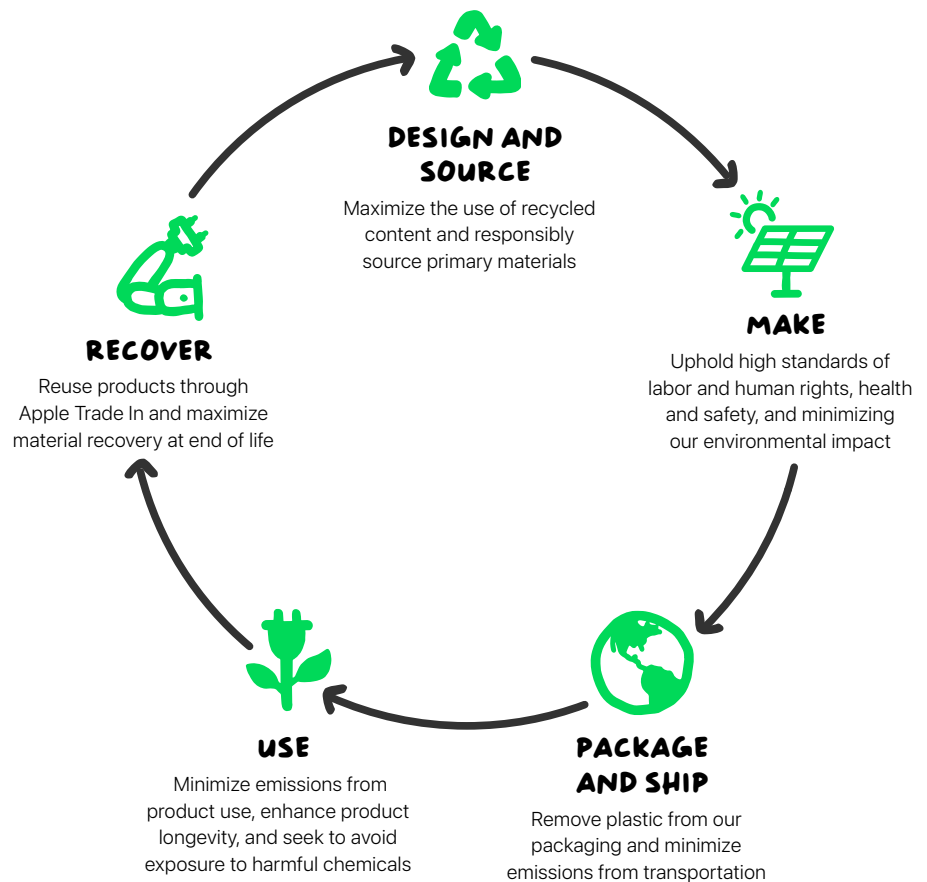 DESIGN AND
SOURCE
Maximize the use of recycled
content and responsibly
source primary materials
MAKE
Uphold high standards of
labor and human rights, health
and safety, and minimizing
our environmental impact
PACKAGE
AND SHIP
Remove plastic from our
packaging and minimize
emissions from transportation
USE
Minimize emissions from
product use, enhance product
longevity, and seek to avoid
exposure to harmful chemicals
RECOVER
Reuse products through
Apple Trade In and maximize
material recovery at end of life